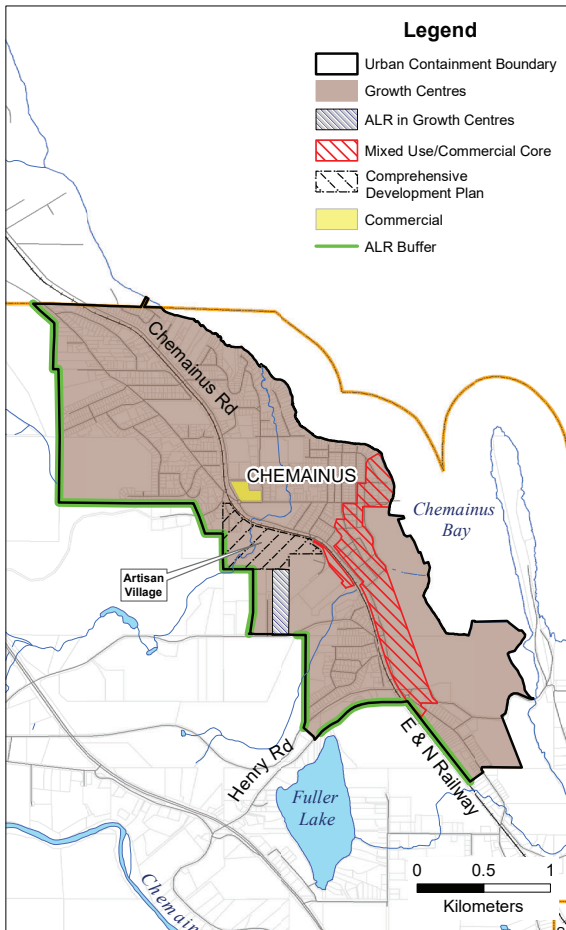 Legend
Urban Containment Boundary
Growth Centres
ALR in Growth Centres
Mixed Use/Commercial Core
Comprehensive
Development Plan
Commercial
ALR Buffer
Chemainus Rd
CHEMAINUS
Chemainus
Bay
Artisan
Village
Henry Rd
E & N Railway
Fuller
Lake
0 0.5 1
Kilometers
Chemain